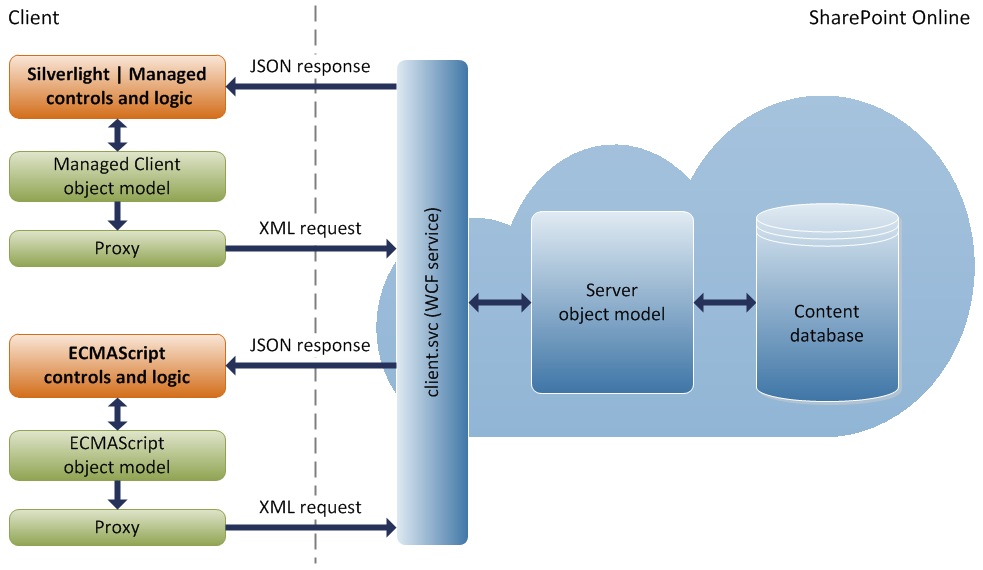 Client
SharePoint Online
JSON response
Silverlight | Managed
controls and logic
Managed Client
object model
XML request
Proxy
client.svc (WCF service)
Server
object model
Content
database
JSON response
ECMAScript
controls and logic
ECMAScript
object model
XML request
Proxy